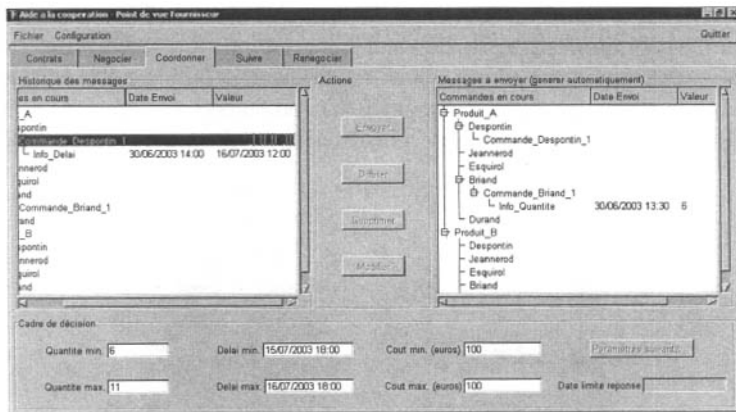 Aide a la cooperation - Point de vue Fournisseur
Fichier Configuration Quitter
Contrats Negocier Coordonner Suivre Renegocier
Historique des messages Actions Messages a envoyer (generer automatiquement)
es en cours Date Envoi Valeur Commandes en cours Date Envoi Valeur
_A Produit_A
spontin Despontin
Commande_Despontin_1 Commande_Despontin_1
Info_Delai 30/06/2003 14:00 16/07/2003 12:00 Jeannerod
nnerod Esquirol
quirol Briand
and Commande_Briand_1
Commande_Briand_1 Info_Quantite 30/06/2003 13:30 6
rand Durand
_B Produit_B
spontin Despontin
nnerod Jeannerod
quirol Esquirol
and Briand
Envoyer
Differer
Supprimer
Modifier
Cadre de décision
Quantite min. 6 Delai min. 15/07/2003 18:00 Cout min. (euros) 100 Parametres suivants
Quantite max. 11 Delai max. 16/07/2003 18:00 Cout max. (euros) 100 Date limite reponse